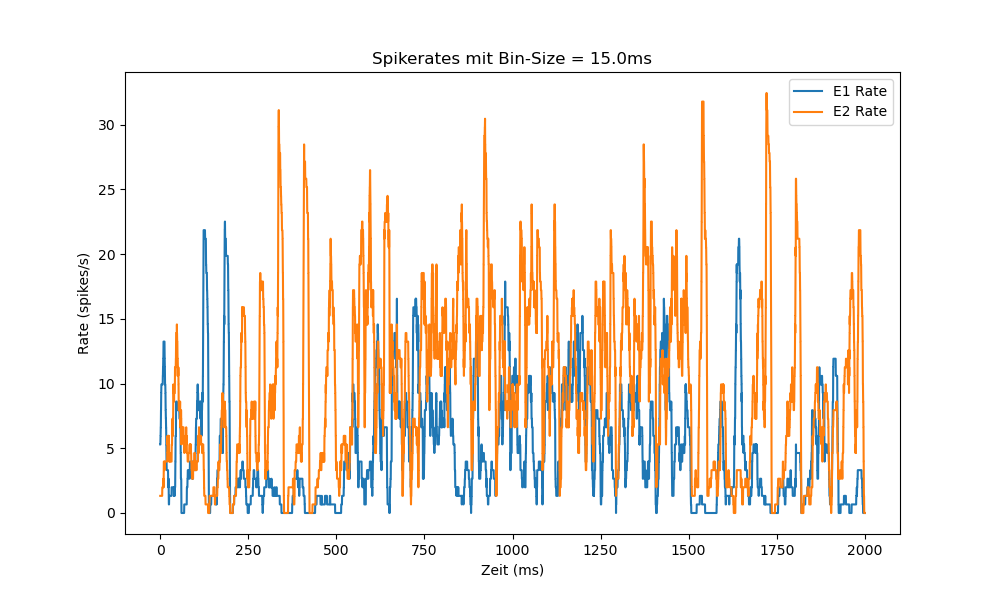 Spikerates mit Bin-Size = 15.0ms
E1 Rate
E2 Rate
Rate (spikes/s)
30
25
20
15
10
5
0
0 250 500 750 1000 1250 1500 1750 2000
Zeit (ms)